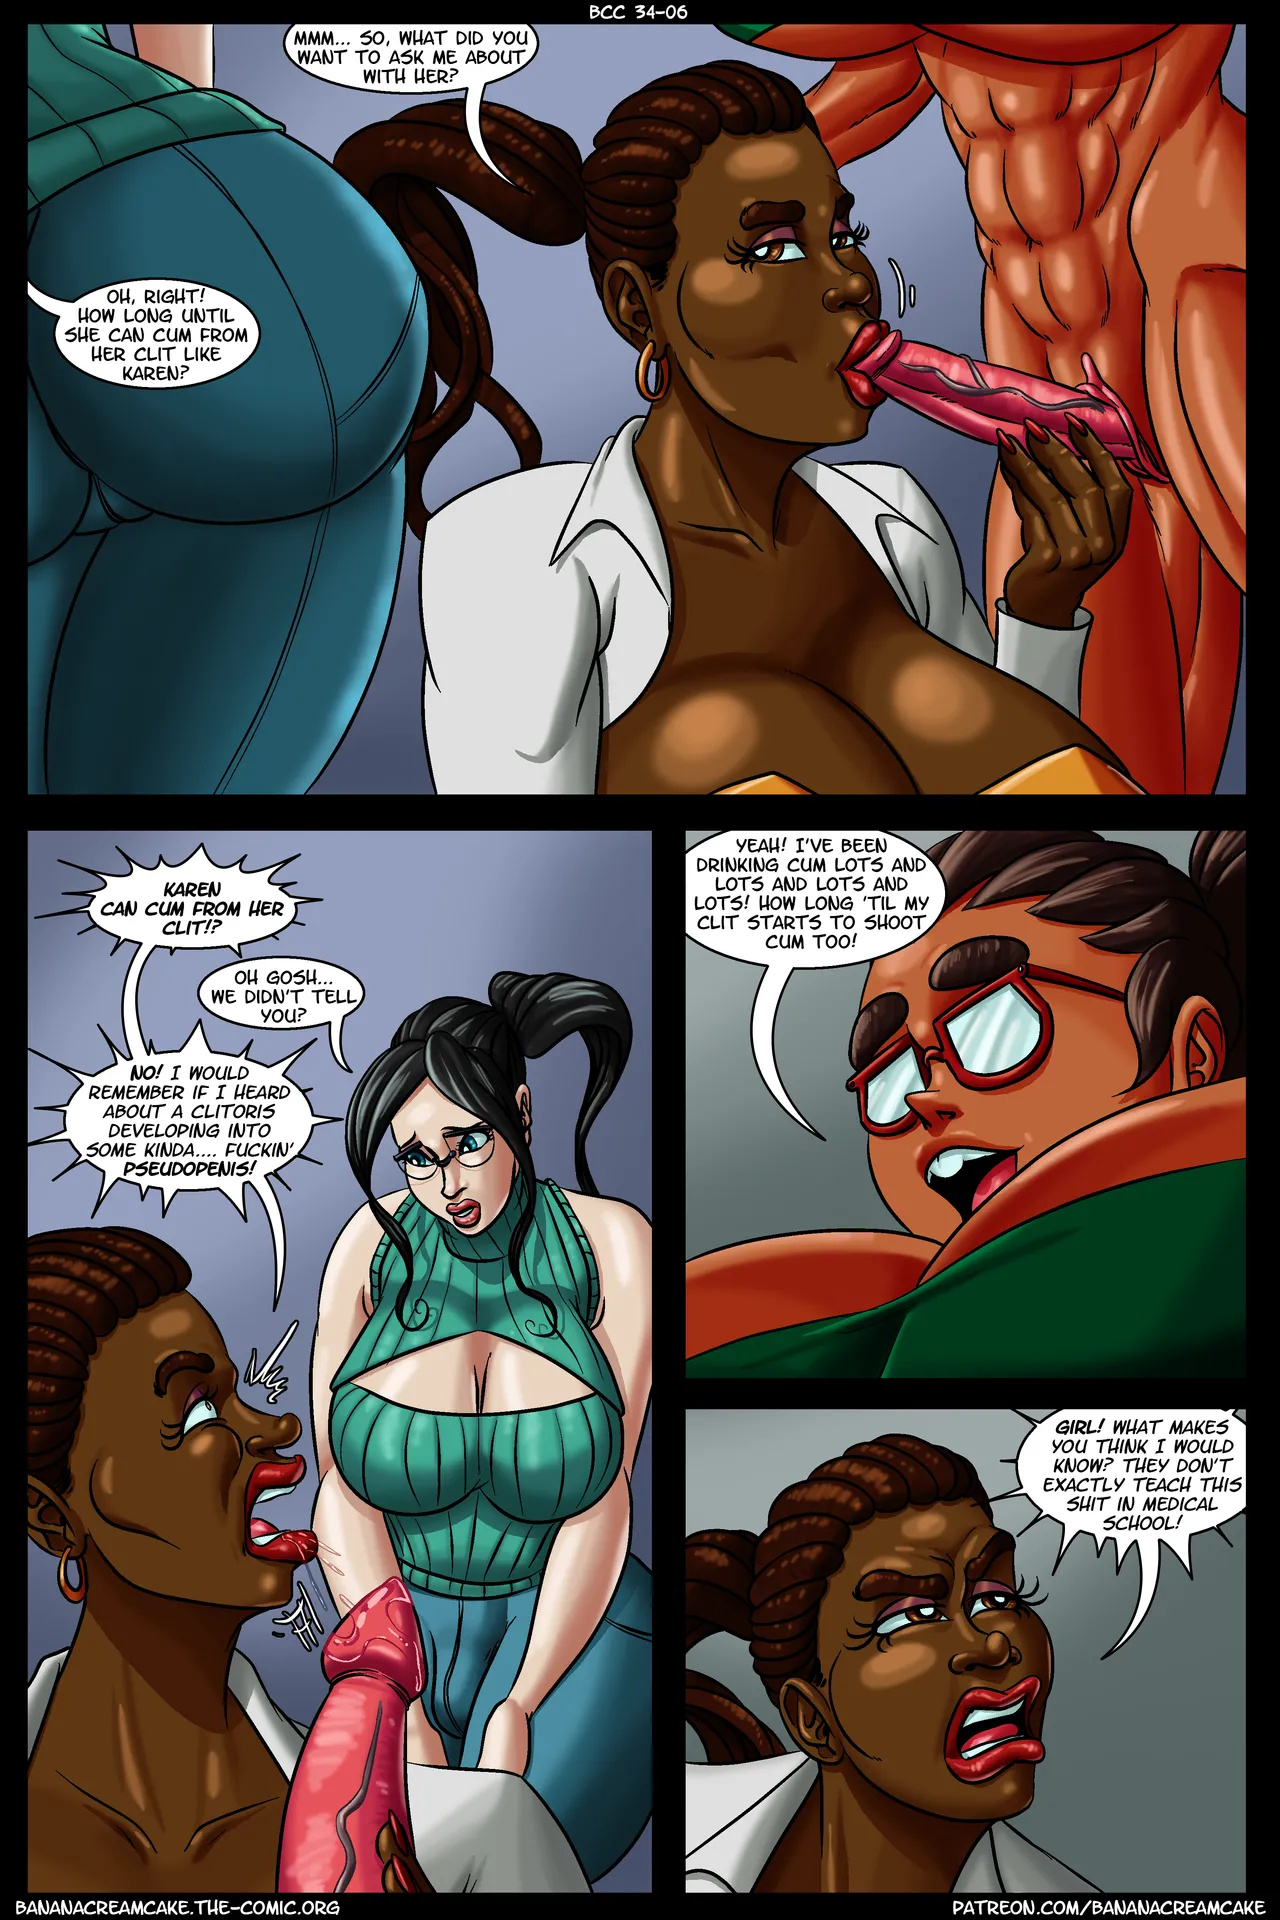 BCC 34-06
MMM... SO, WHAT DID YOU
WANT TO ASK ME ABOUT
WITH HER?
OH, RIGHT!
HOW LONG UNTIL
SHE CAN CUM FROM
HER CLIT LIKE
KAREN?
KAREN
CAN CUM FROM HER
CLIT!?
OH GOSH...
WE DIDN'T TELL
YOU?
NO! I WOULD
REMEMBER IF I HEARD
ABOUT A CLITORIS
DEVELOPING INTO
SOME KINDA.... FUCKIN'
PSEUDOPENIS!
YEAH! I'VE BEEN
DRINKING CUM LOTS AND
LOTS AND LOTS AND
LOTS! HOW LONG 'TIL MY
CLIT STARTS TO SHOOT
CUM TOO!
GIRL! WHAT MAKES
YOU THINK I WOULD
KNOW? THEY DON'T
EXACTLY TEACH THIS
SHIT IN MEDICAL
SCHOOL!
BANANACREAMCAKE.THE-COMIC.ORG
PATREON.COM/BANANACREAMCAKE